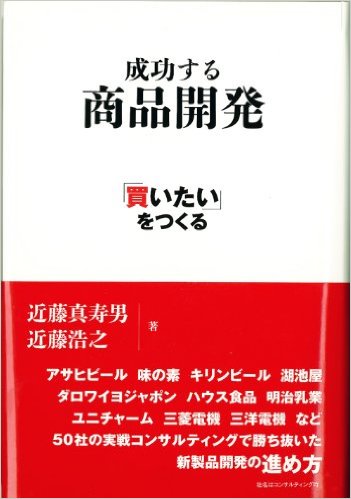 成功する
商品開発
「買いたい」
をつくる
近藤真寿男
近藤浩之
著
アサヒビール 味の素 キリンビール 湖池屋
ダロワイヨジャポン ハウス食品 明治乳業
ユニチャーム 三菱電機 三洋電機 など
50社の実戦コンサルティングで勝ち抜いた
新製品開発の進め方